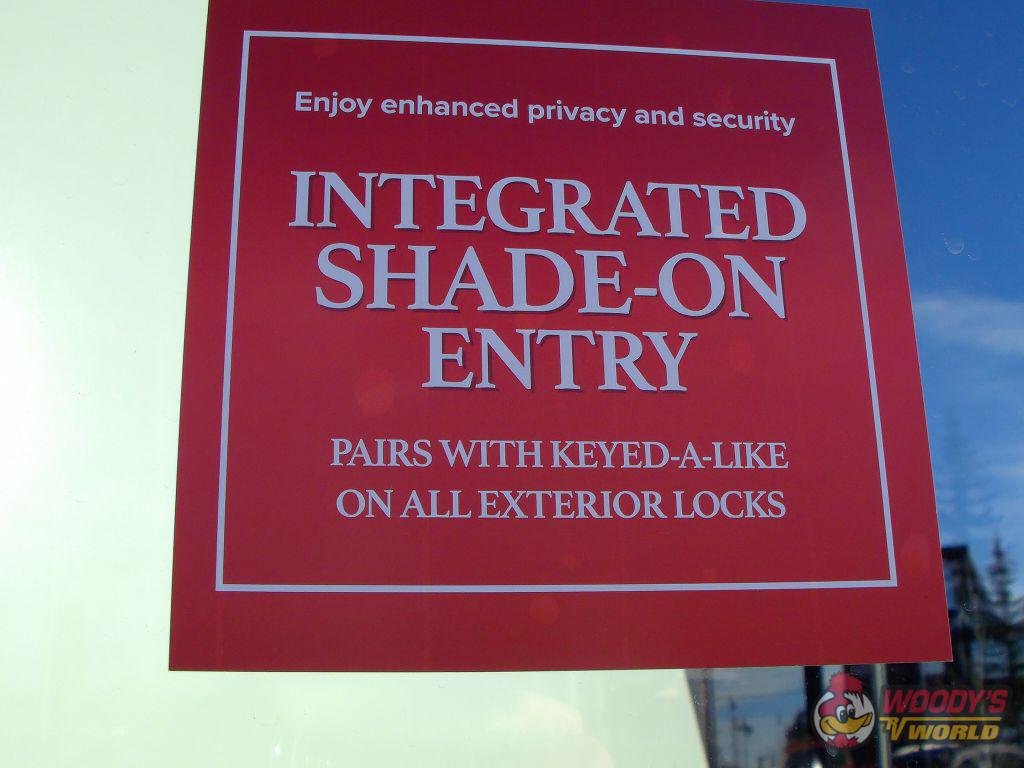 Enjoy enhanced privacy and security
INTEGRATED
SHADE-ON
ENTRY
PAIRS WITH KEYED-A-LIKE
ON ALL EXTERIOR LOCKS
WOODY'S
RV WORLD